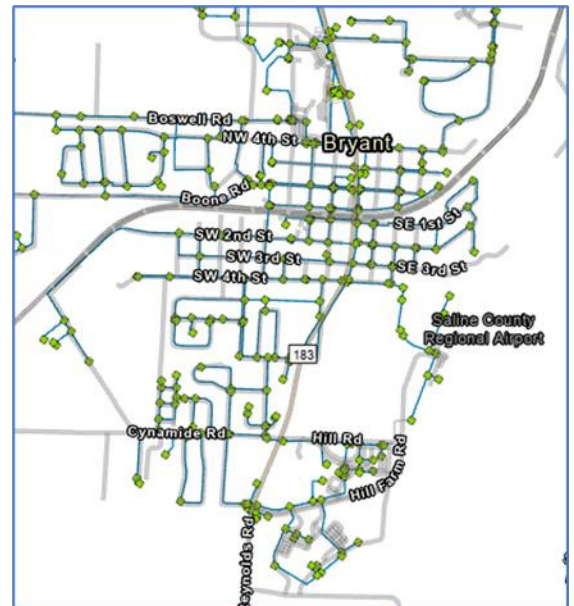 Boswell Rd
NW 4th St
Bryant
Boone Rd
SE 1st St
SW 2nd St
SW 3rd St
SE 3rd St
SW 4th St
Saline County
Regional Airport
183
Cynamide Rd
Hill Rd
Hill Farm Rd
eynolds Rd